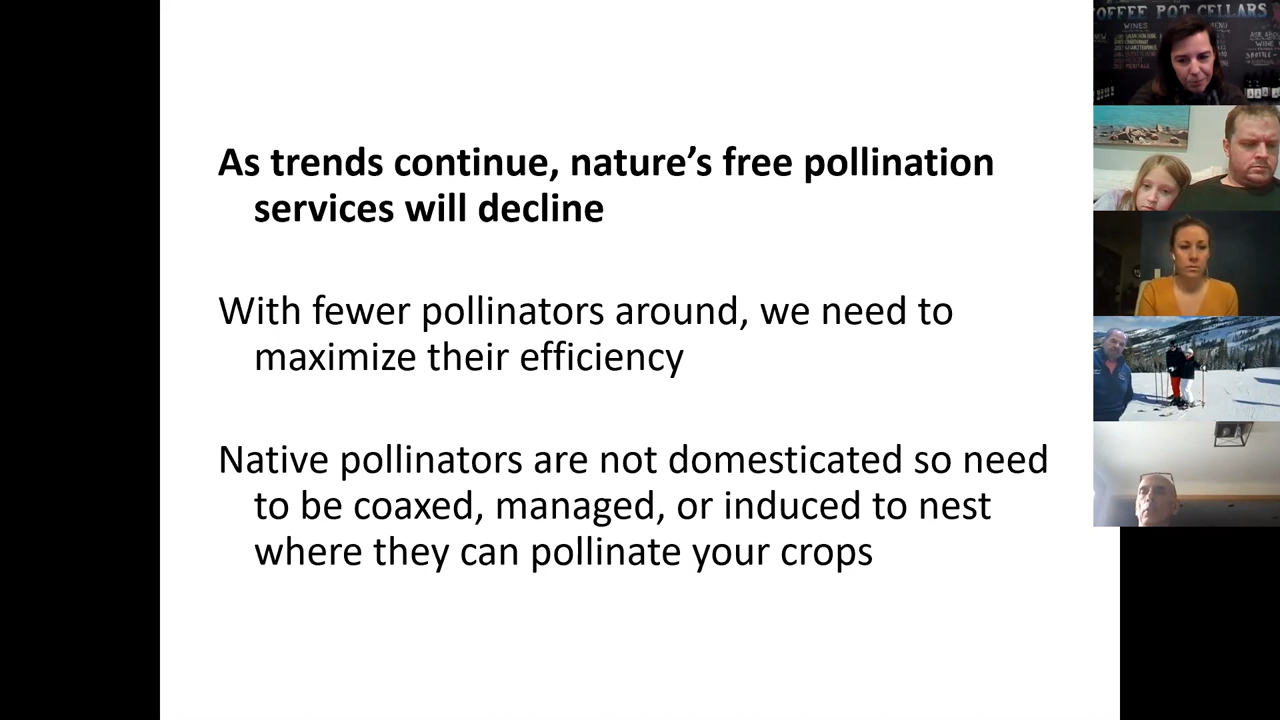 As trends continue, nature’s free pollination
services will decline
With fewer pollinators around, we need to
maximize their efficiency
Native pollinators are not domesticated so need
to be coaxed, managed, or induced to nest
where they can pollinate your crops
COFFEE POT CELLARS
WINES